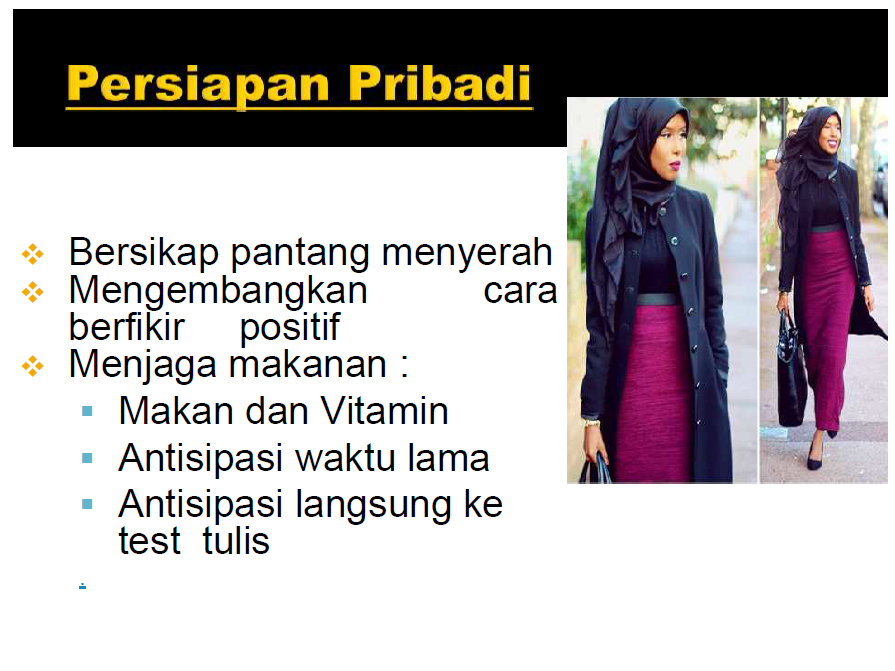 Persiapan Pribadi
Bersikap pantang menyerah
Mengembangkan cara
berfikir positif
Menjaga makanan :
Makan dan Vitamin
Antisipasi waktu lama
Antisipasi langsung ke
test tulis
.